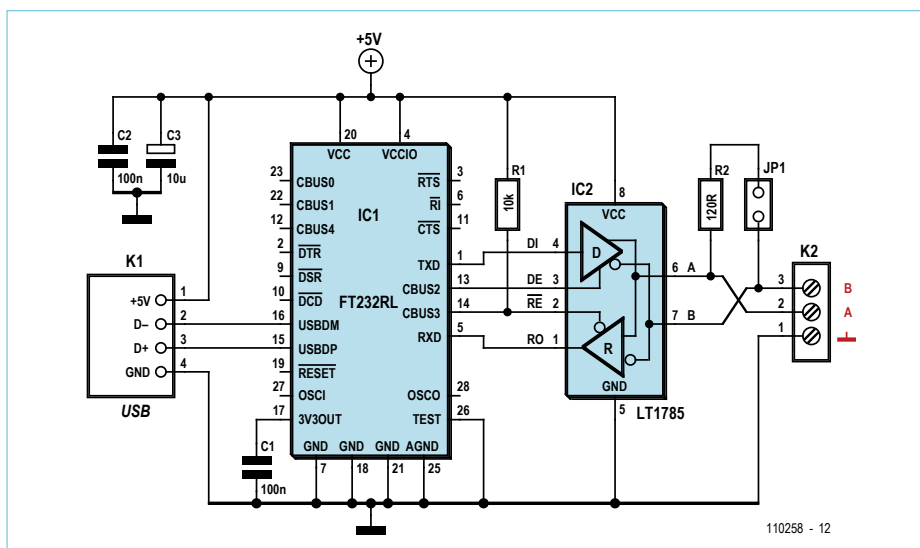 +5V
C2
100n
C3
10u
20
VCC
4
VCCIO
23
CBUS0
22
CBUS1
12
CBUS4
2
DTR
9
DSR
10
DCD
16
USBDM
15
USBDP
19
RESET
27
OSCI
17
3V3OUT
IC1
FT232RL
RTS
3
RI
6
CTS
11
TXD
1
CBUS2
13
CBUS3
14
RXD
5
OSCO
28
TEST
26
GND
7
GND
18
GND
21
AGND
25
K1
+5V
1
D–
2
D+
3
GND
4
USB
C1
100n
R1
10k
DI
4
DE
3
RE
2
RO
1
IC2
8
VCC
D
R
GND
5
LT1785
6
A
7
B
R2
120R
JP1
K2
3
B
2
A
1
110258 - 12